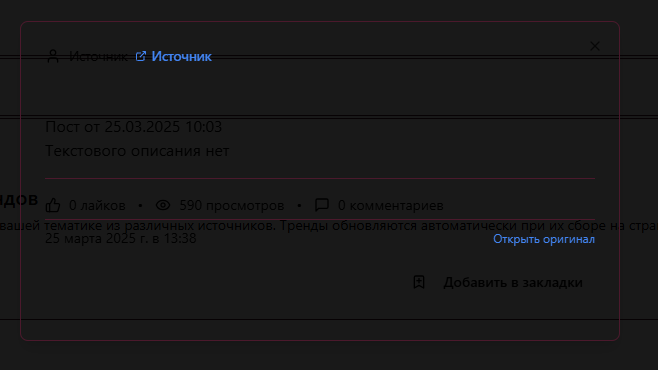 Источник Источник
Пост от 25.03.2025 10:03
Текстового описания нет
дов
0 лайков • 590 просмотров • 0 комментариев
вашей тематике из различных источников. Тренды обновляются автоматически при их сборе на стра
25 марта 2025 г. в 13:38 Открыть оригинал
Добавить в закладки